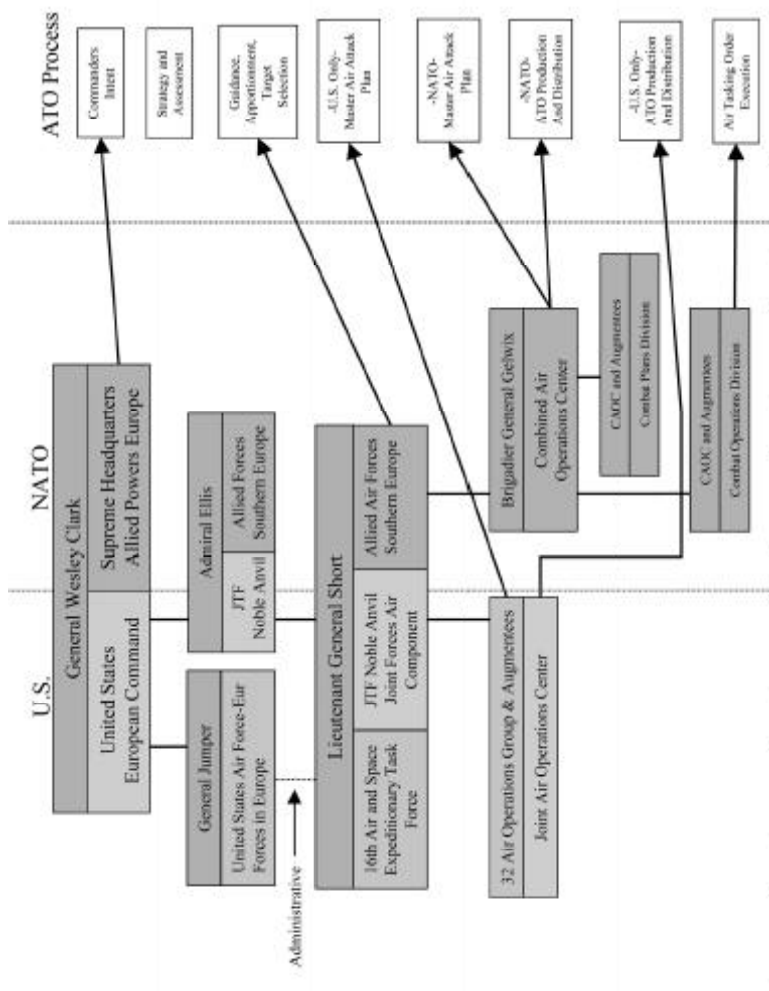 U.S.
NATO
ATO Process
General Wesley Clark
United States
European Command
Supreme Headquarters
Allied Powers Europe
General Jumper
United States Air Force-Eur
Forces in Europe
Admiral Ellis
JTF
Noble Anvil
Allied Forces
Southern Europe
Administrative
Lieutenant General Short
16th Air and Space
Expeditionary Task
Force
JTF Noble Anvil
Joint Forces Air
Component
Allied Air Forces
Southern Europe
32 Air Operations Group & Augmentees
Joint Air Operations Center
Brigadier General Gelwix
Combined Air
Operations Center
CAOC and Augmentees
Combat Plans Division
CAOC and Augmentees
Combat Operations Division
Commanders
Intent
Strategy and
Assessment
Guidance,
Apportionment,
Target
Selection
-U.S. Only-
Master Air Attack
Plan
-NATO-
Master Air Attack
Plan
-NATO-
ATO Production
And Distribution
-U.S. Only-
ATO Production
And Distribution
Air Tasking Order
Execution